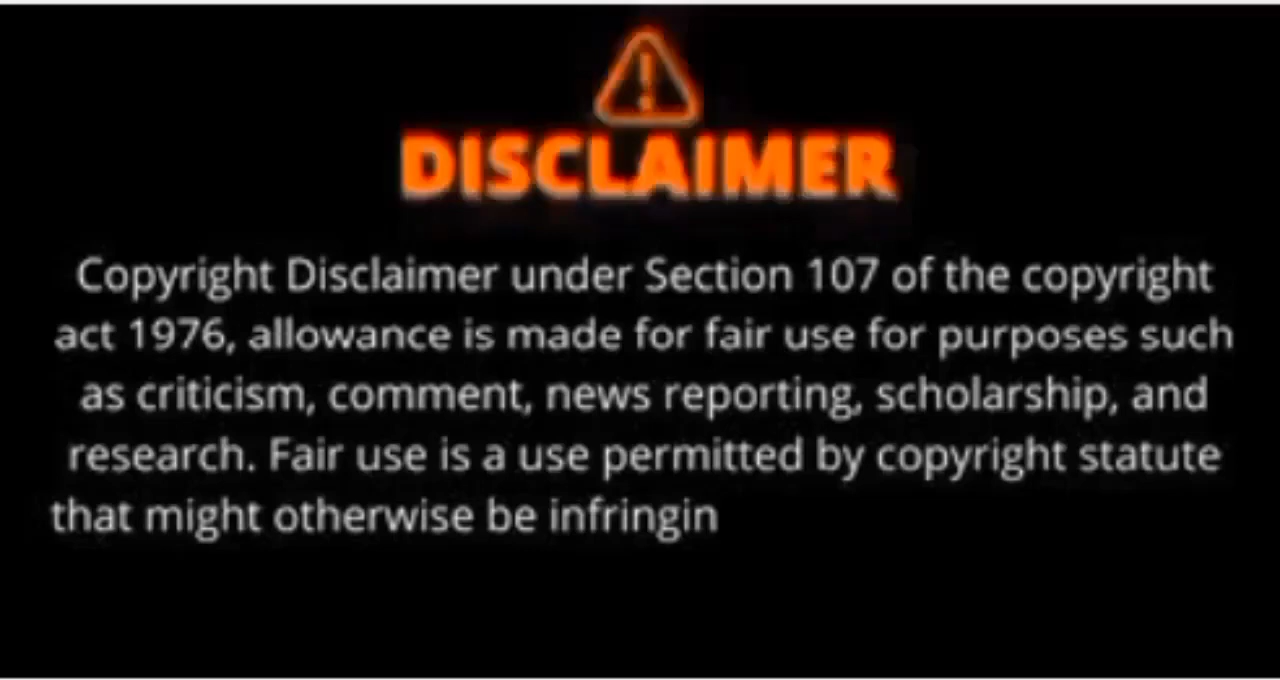 DISCLAIMER
Copyright Disclaimer under Section 107 of the copyright
act 1976, allowance is made for fair use for purposes such
as criticism, comment, news reporting, scholarship, and
research. Fair use is a use permitted by copyright statute
that might otherwise be infringin